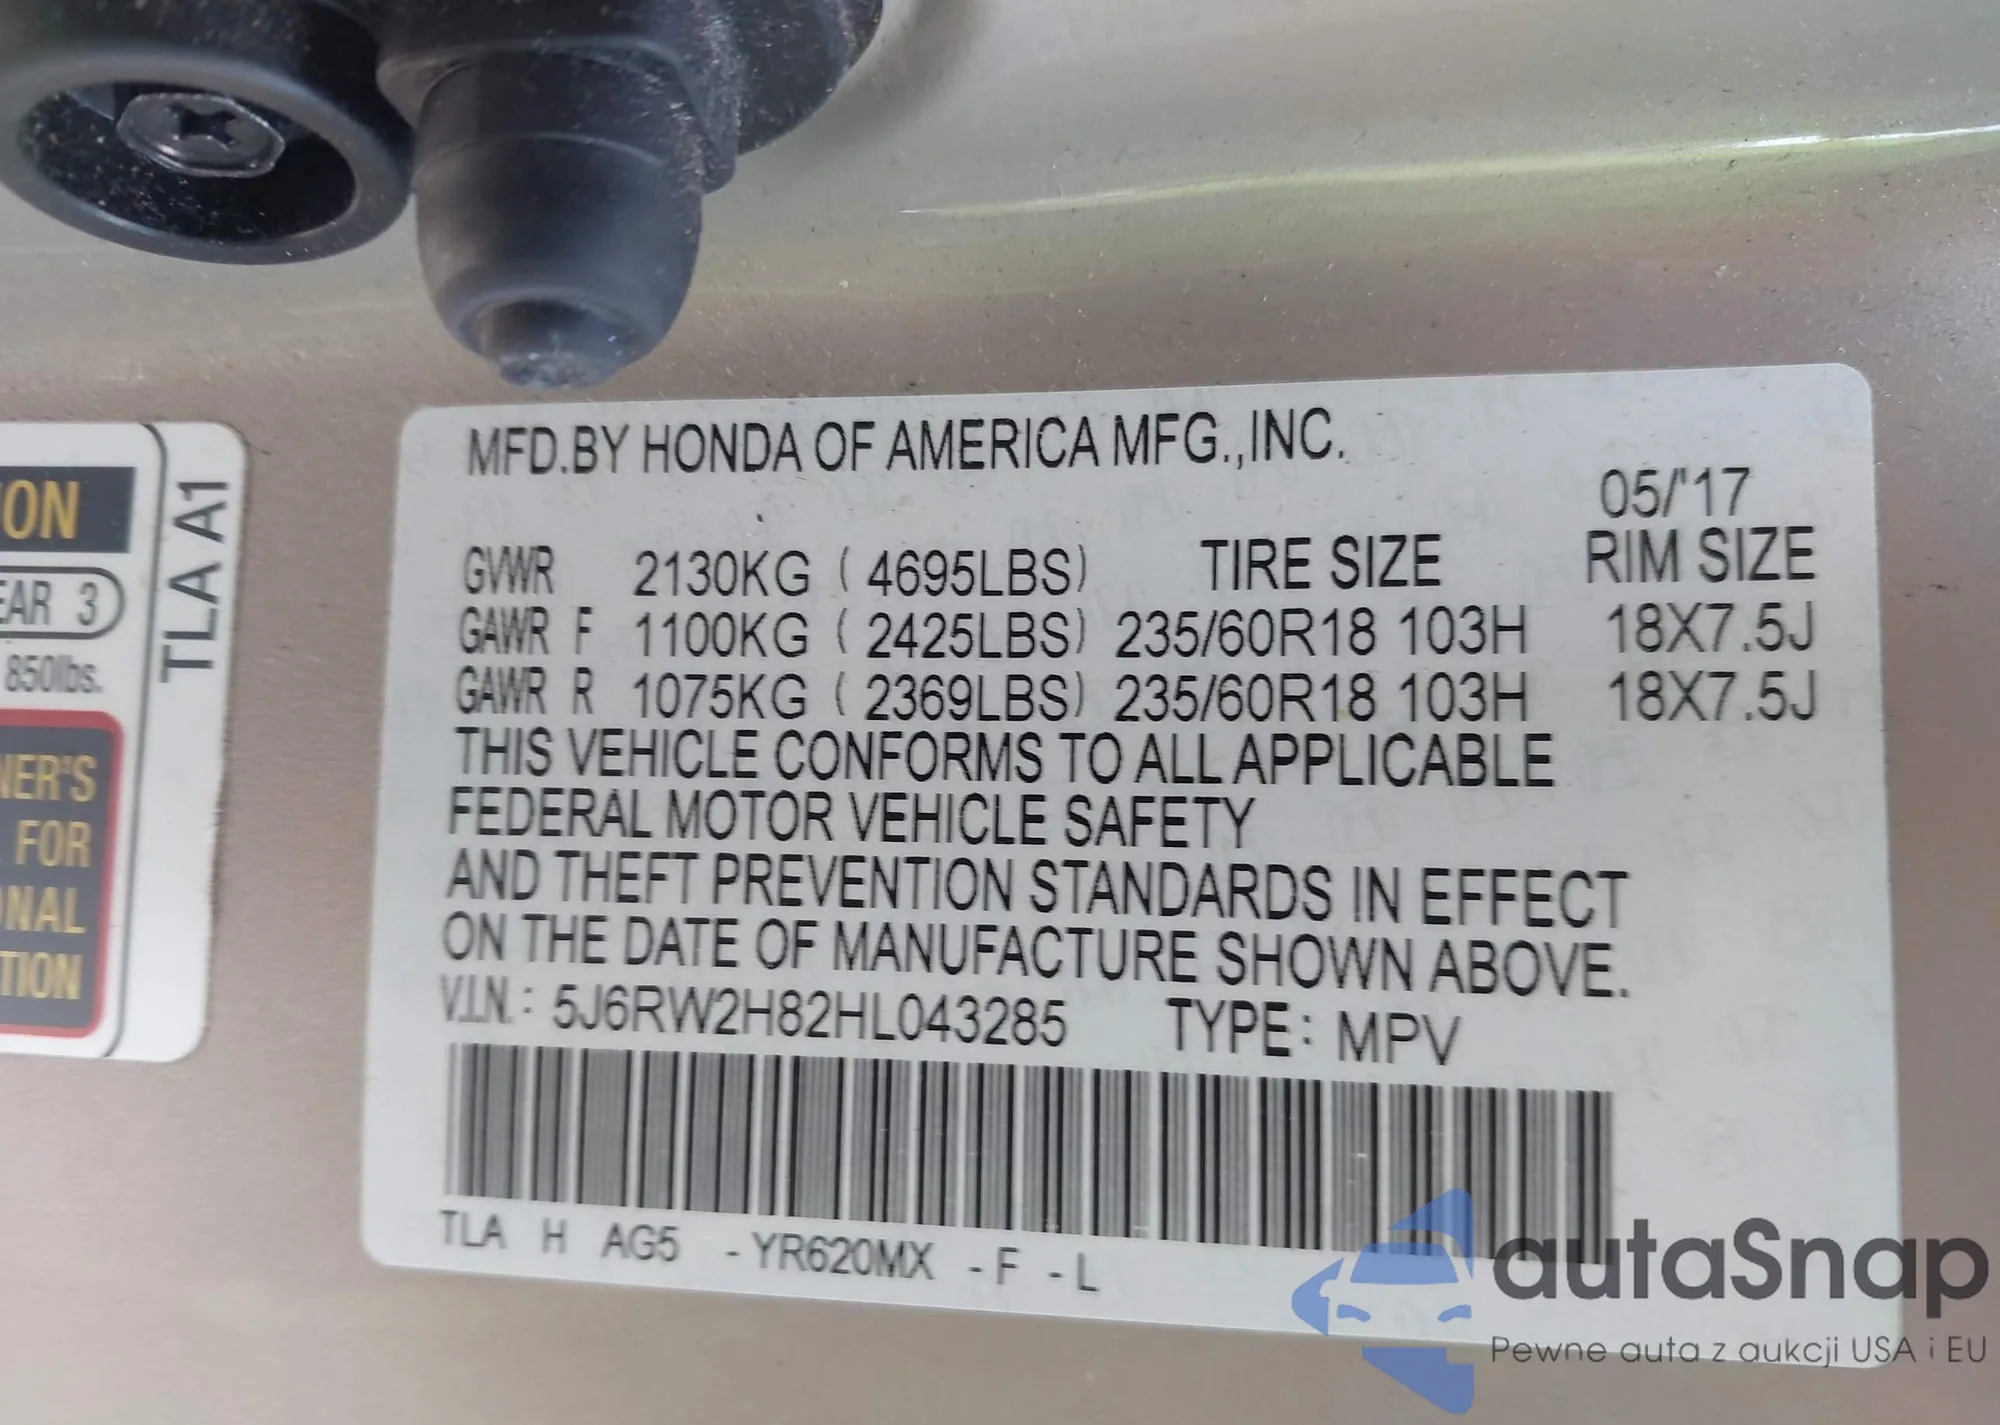 MFD.BY HONDA OF AMERICA MFG.,INC.
05/'17
GVWR 2130KG ( 4695LBS) TIRE SIZE RIM SIZE
GAWR F 1100KG ( 2425LBS) 235/60R18 103H 18X7.5J
GAWR R 1075KG ( 2369LBS) 235/60R18 103H 18X7.5J
THIS VEHICLE CONFORMS TO ALL APPLICABLE
FEDERAL MOTOR VEHICLE SAFETY
AND THEFT PREVENTION STANDARDS IN EFFECT
ON THE DATE OF MANUFACTURE SHOWN ABOVE.
V.I.N.: 5J6RW2H82HL043285 TYPE: MPV
TLA H AG5 -YR620MX -F -L
ION
EAR 3
850lbs.
NER'S
FOR
ONAL
TION
TLA A1
autaSnap
Pewne auta z aukcji USA i EU